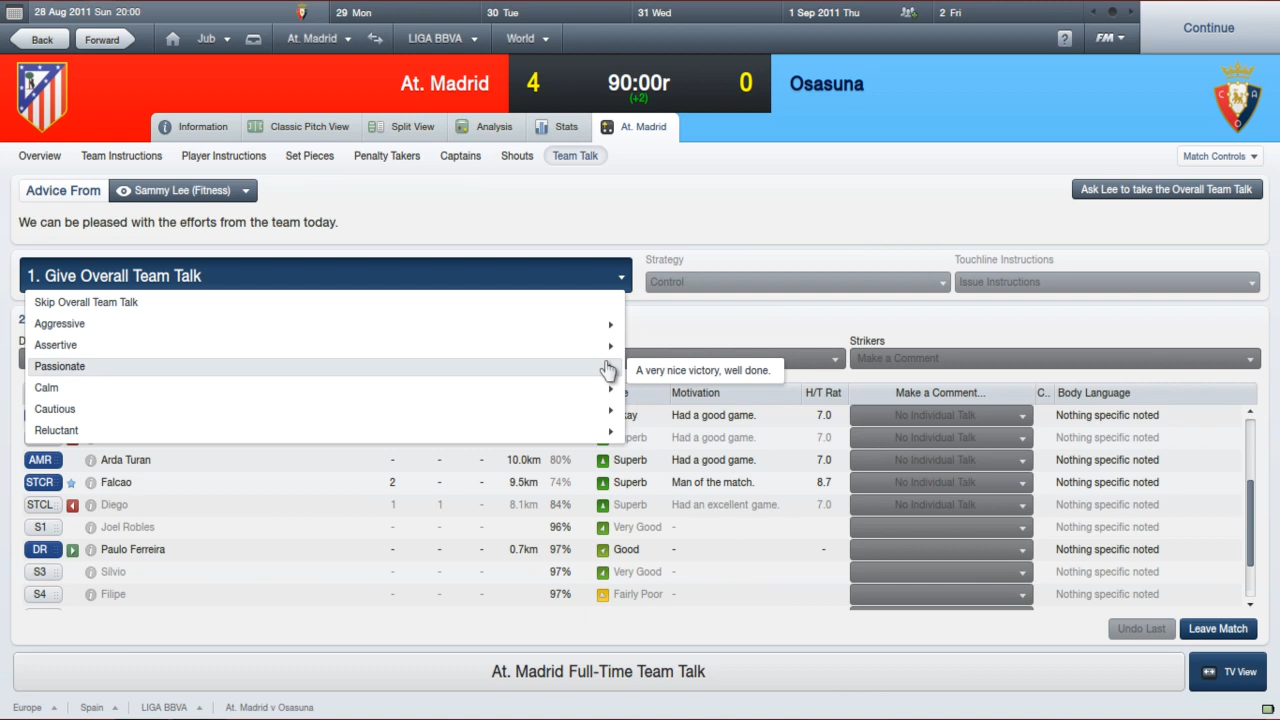 28 Aug 2011 Sun 20:00 29 Mon 30 Tue 31 Wed 1 Sep 2011 Thu 2 Fri Continue
Back Forward Jub At. Madrid LIGA BBVA World ? FM
At. Madrid 4 90:00r (+2) 0 Osasuna
Information Classic Pitch View Split View Analysis Stats At. Madrid
Overview Team Instructions Player Instructions Set Pieces Penalty Takers Captains Shouts Team Talk Match Controls
Advice From Sammy Lee (Fitness) Ask Lee to take the Overall Team Talk
We can be pleased with the efforts from the team today.
1. Give Overall Team Talk
Strategy Touchline Instructions
Control Issue Instructions
Skip Overall Team Talk
Aggressive
Assertive
Passionate
Calm
Cautious
Reluctant
A very nice victory, well done.
Strikers
Make a Comment
Motivation H/T Rat Make a Comment... C.. Body Language
Had a good game. 7.0 No Individual Talk Nothing specific noted
Superb Had a good game. 7.0 No Individual Talk Nothing specific noted
AMR Arda Turan - - - 10.0km 80% Superb Had a good game. 7.0 No Individual Talk Nothing specific noted
STCR Falcao 2 - - 9.5km 74% Superb Man of the match. 8.7 No Individual Talk Nothing specific noted
STCL Diego 1 1 - 8.1km 84% Superb Had an excellent game. 7.0 No Individual Talk Nothing specific noted
S1 Joel Robles 96% Very Good - Nothing specific noted
DR Paulo Ferreira - - - 0.7km 97% Good - - Nothing specific noted
S3 Silvio 97% Very Good - Nothing specific noted
S4 Filipe 97% Fairly Poor - Nothing specific noted
Undo Last Leave Match
At. Madrid Full-Time Team Talk TV View
Europe Spain LIGA BBVA At. Madrid v Osasuna